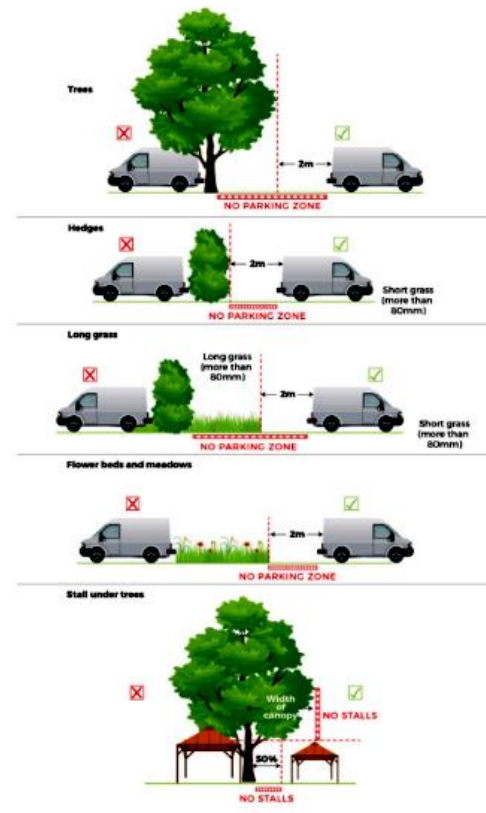 Trees
2m
NO PARKING ZONE
Hedges
2m
Short grass
(more than
80mm)
NO PARKING ZONE
Long grass
Long grass
(more than
80mm)
2m
Short grass
(more than
80mm)
NO PARKING ZONE
Flower beds and meadows
2m
NO PARKING ZONE
Stall under trees
Width
of
canopy
NO STALLS
50%
NO STALLS